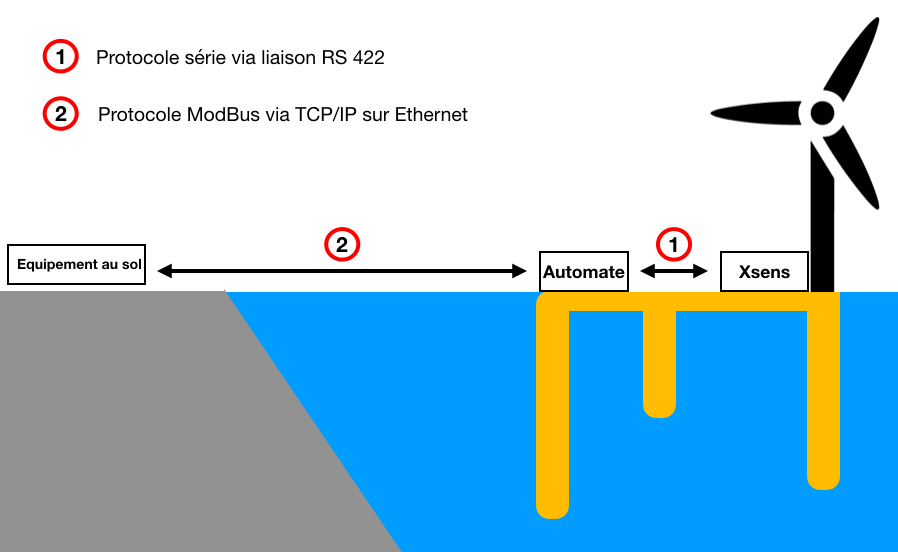 1 Protocole série via liaison RS 422
2 Protocole ModBus via TCP/IP sur Ethernet
2
1
Equipement au sol
Automate
Xsens